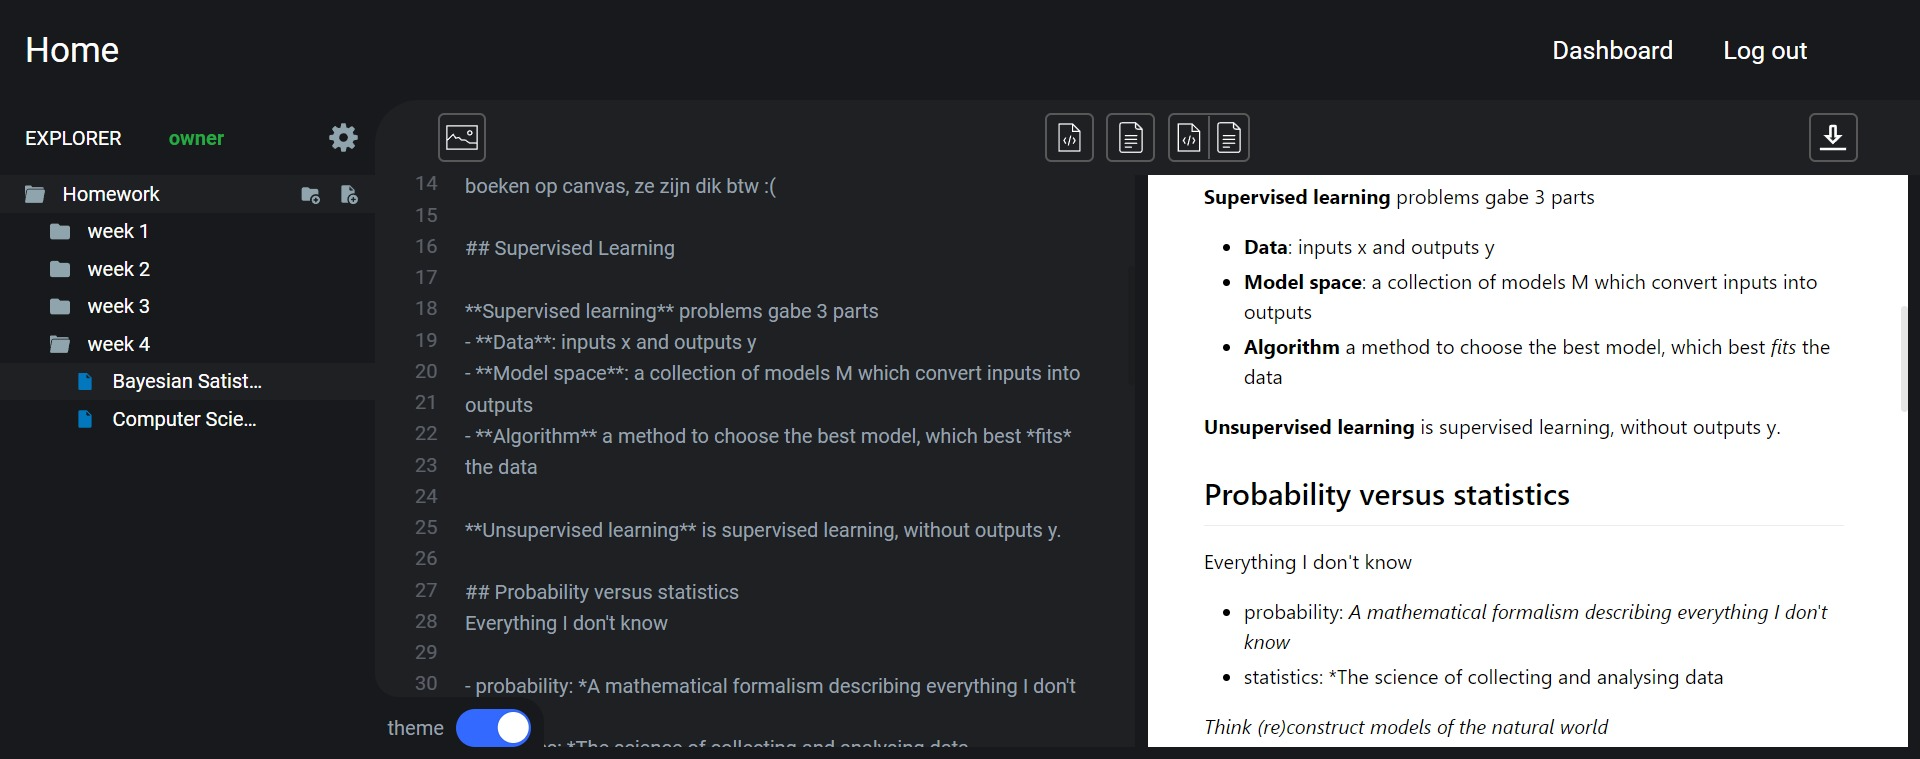 Home
Dashboard
Log out
EXPLORER
owner
Homework
week 1
week 2
week 3
week 4
Bayesian Satist...
Computer Scie...
14 boeken op canvas, ze zijn dik btw :(
15
16 ## Supervised Learning
17
18 **Supervised learning** problems gabe 3 parts
19 - **Data**: inputs x and outputs y
20 - **Model space**: a collection of models M which convert inputs into
21 outputs
22 - **Algorithm** a method to choose the best model, which best *fits*
23 the data
24
25 **Unsupervised learning** is supervised learning, without outputs y.
26
27 ## Probability versus statistics
28 Everything I don't know
29
30 - probability: *A mathematical formalism describing everything I don't
: *The science of collecting and analysing data
theme
Supervised learning problems gabe 3 parts
• Data: inputs x and outputs y
• Model space: a collection of models M which convert inputs into
outputs
• Algorithm a method to choose the best model, which best fits the
data
Unsupervised learning is supervised learning, without outputs y.
Probability versus statistics
Everything I don't know
• probability: A mathematical formalism describing everything I don't
know
• statistics: *The science of collecting and analysing data
Think (re)construct models of the natural world